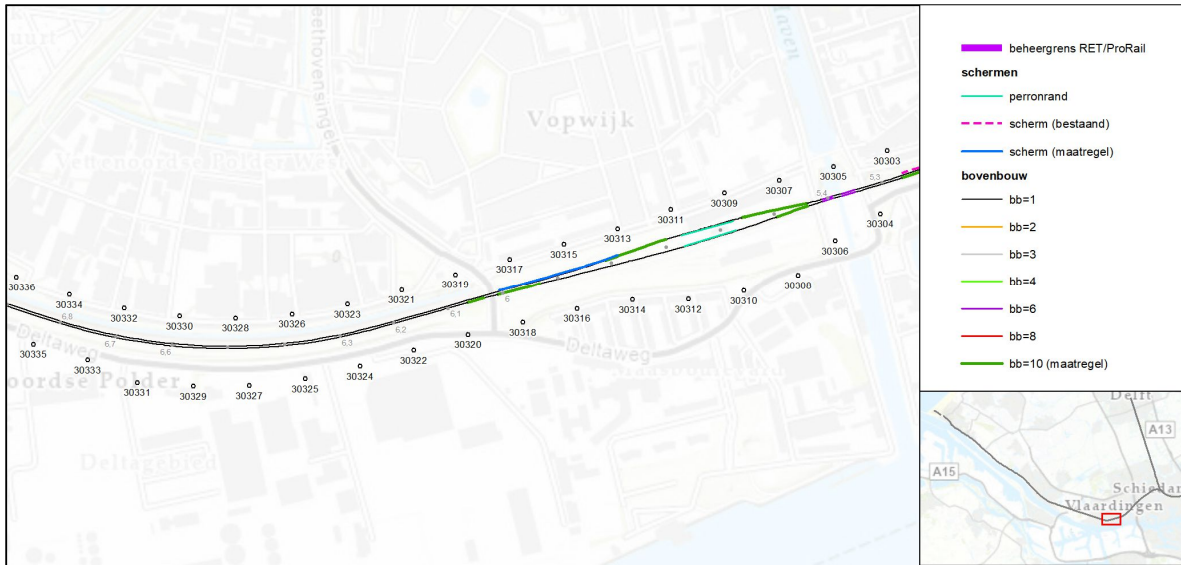 Haven
Vopwijk
Vettenoordse Polder West
Deltaweg
Deltaweg
Maasboulevard
oordse Polder
Deltagebied
30303
30305
5.3
30307
5.4
30309
30304
30311
30313
30306
30315
30317
30300
30319
30310
30336
30321
6
30312
30334
30314
30323
6.1
30316
30332
30318
6.8
30330
30328
30326
6.2
30320
6.7
6.6
6.3
30335
30322
30333
30324
30331
30329
30327
30325
beheergrens RET/ProRail
schermen
perronrand
scherm (bestaand)
scherm (maatregel)
bovenbouw
bb=1
bb=2
bb=3
bb=4
bb=6
bb=8
bb=10 (maatregel)
Delft
A13
A15
Schiedam
Vlaardingen